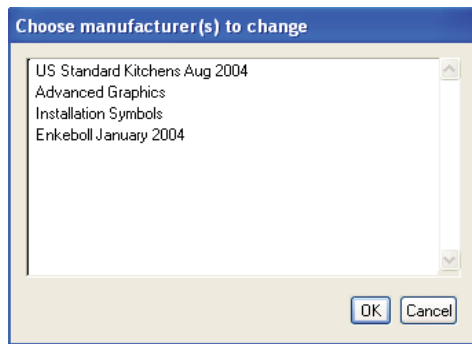 Choose manufacturer(s) to change
US Standard Kitchens Aug 2004
Advanced Graphics
Installation Symbols
Enkeboll January 2004
OK Cancel